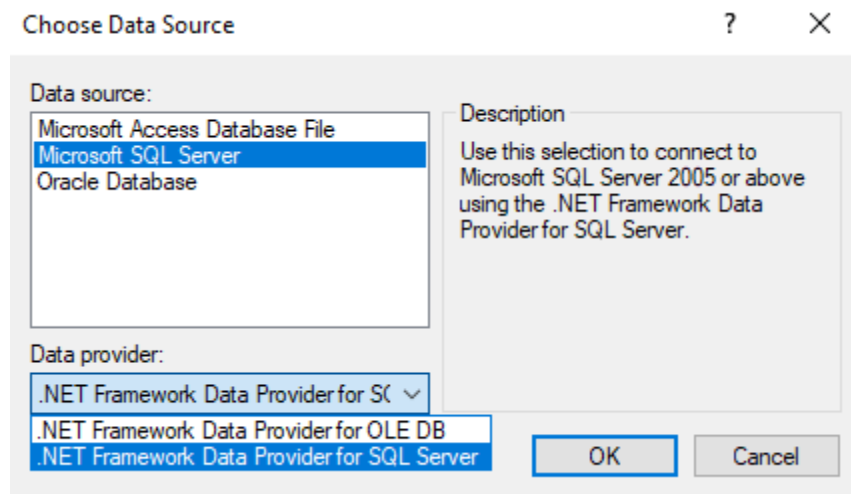 Choose Data Source
?
Data source:
Microsoft Access Database File
Microsoft SQL Server
Oracle Database
Description
Use this selection to connect to
Microsoft SQL Server 2005 or above
using the .NET Framework Data
Provider for SQL Server.
Data provider:
.NET Framework Data Provider for S(
.NET Framework Data Provider for OLE DB
.NET Framework Data Provider for SQL Server
OK
Cancel